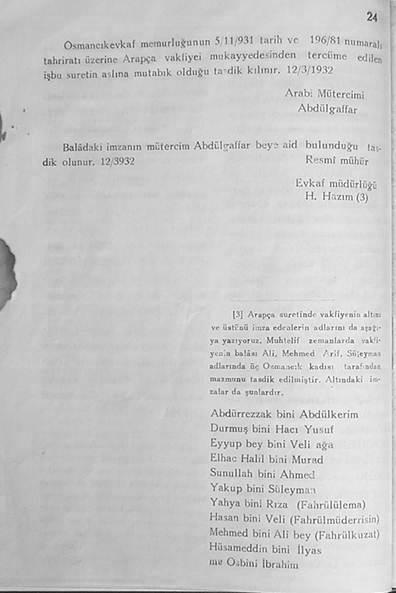 24
Osmancıkevkaf memurluğunun 5/11/931 tarih ve 196/81 numaralı
tahriratı üzerine Arapça vakfiyei mukayyedesinden tercüme edilen
işbu suretin aslına mutabık olduğu tasdik kılınır. 12/3/1932
Arabi Mütercimi
Abdülgaffar
Balâdaki imzanın mütercim Abdülgaffar beye aid bulunduğu tas-
dik olunur. 12/3932
Resmî mühür
Evkaf müdürlüğü
H. Hazım (3)
[3] Arapça suretinde vakfiyenin altını
ve üstünü imza edenlerin adlarını da aşağı-
ya yazıyoruz. Muhtelif zemanlarda vakfi-
yenin balâsı Ali, Mehmed Arif, Süleyman
adlarında üç Osmancık kadısı tarafından
mazmunu tasdik edilmiştir. Altındaki im-
zalar da şunlardır.
Abdürrezzak bini Abdülkerim
Durmuş bini Hacı Yusuf
Eyyup bey bini Veli ağa
Elhac Halil bini Murad
Sunullah bini Ahmed
Yakup bini Süleyman
Yahya bini Rıza (Fahrülülema)
Hasan bini Veli (Fahrülmüderrisin)
Mehmed bini Ali bey (Fahrülkuzat)
Hüsameddin bini İlyas
bini İbrahim